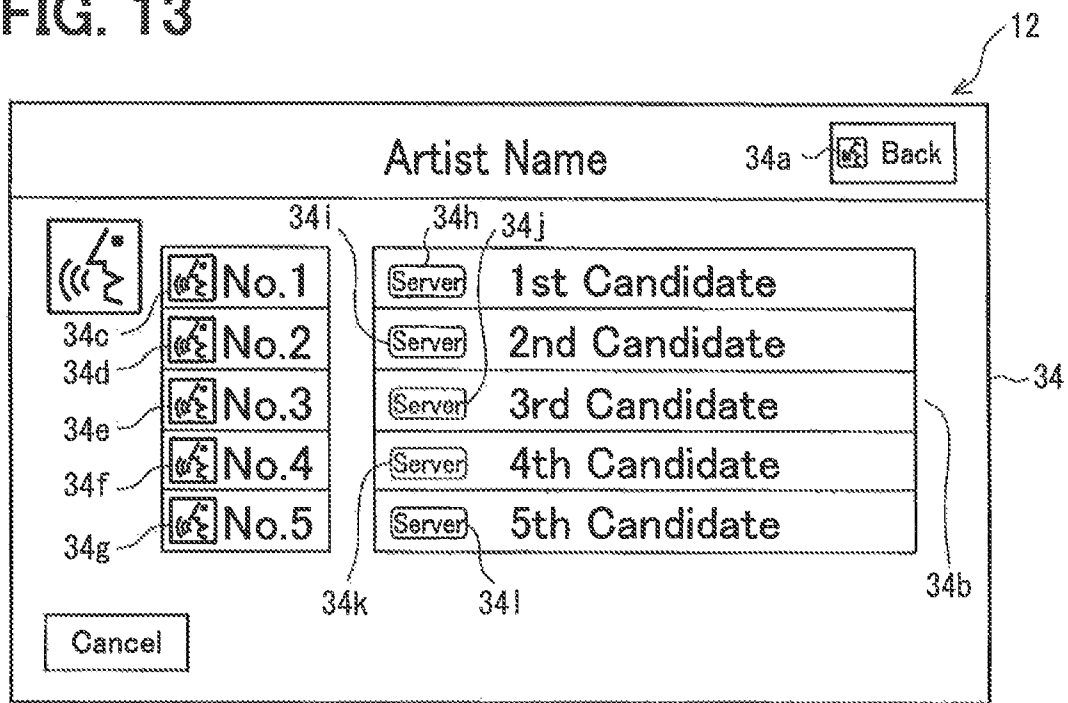 FIG. 13
12
Artist Name
34a
Back
34i
34h
34j
No.1
Server
1st Candidate
34c
No.2
Server
2nd Candidate
34d
34
No.3
Server
3rd Candidate
34e
No.4
Server
4th Candidate
34f
No.5
Server
5th Candidate
34g
34k
34l
34b
Cancel